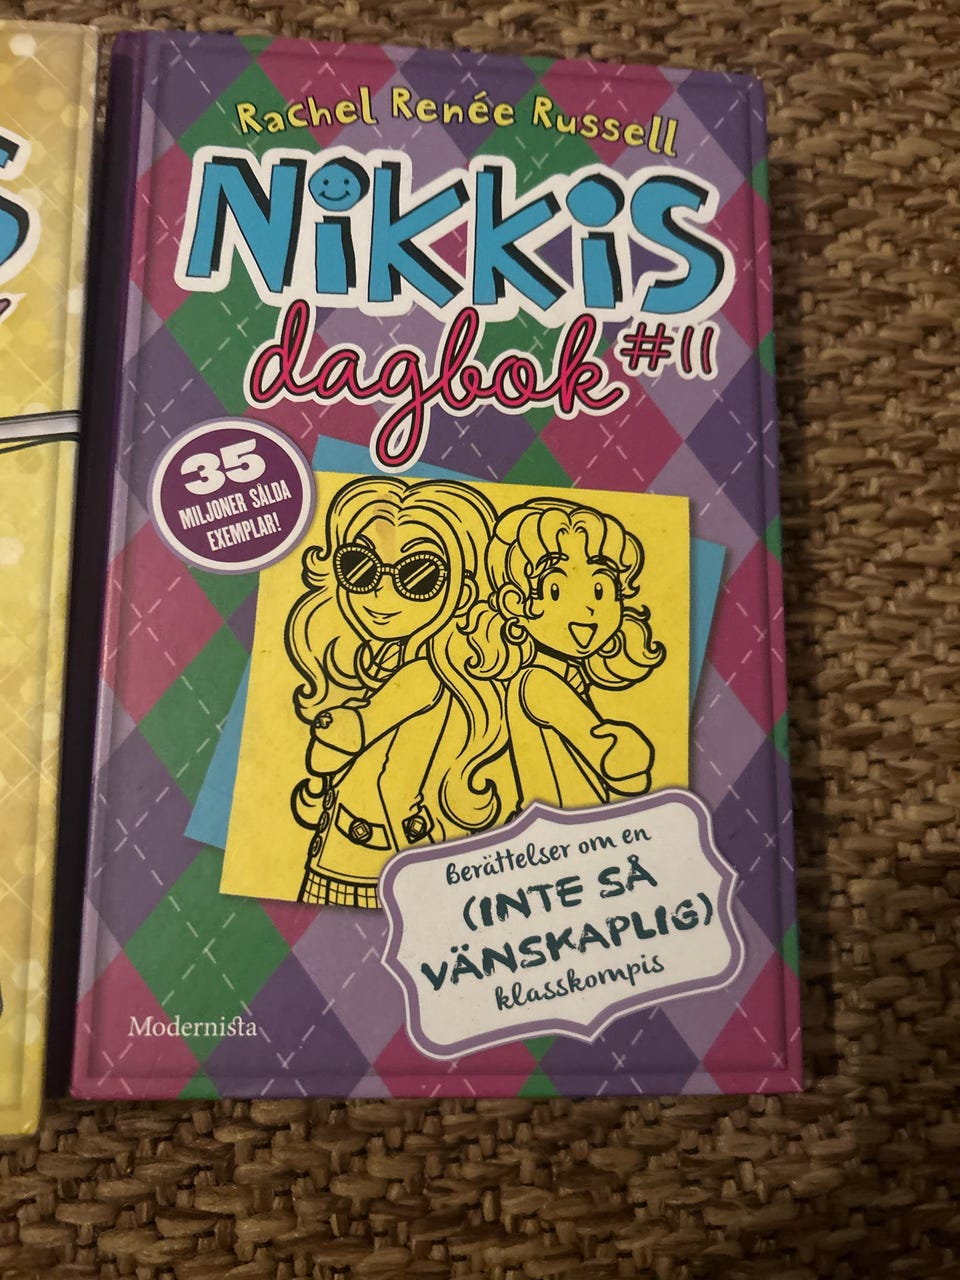 Rachel Renée Russell
NiKKiS
dagbok #11
35
MILJONER SÅLDA
EXEMPLAR!
Berättelser om en
(INTE SÅ
VÄNSKAPLIG)
klasskompis
Modernista
S